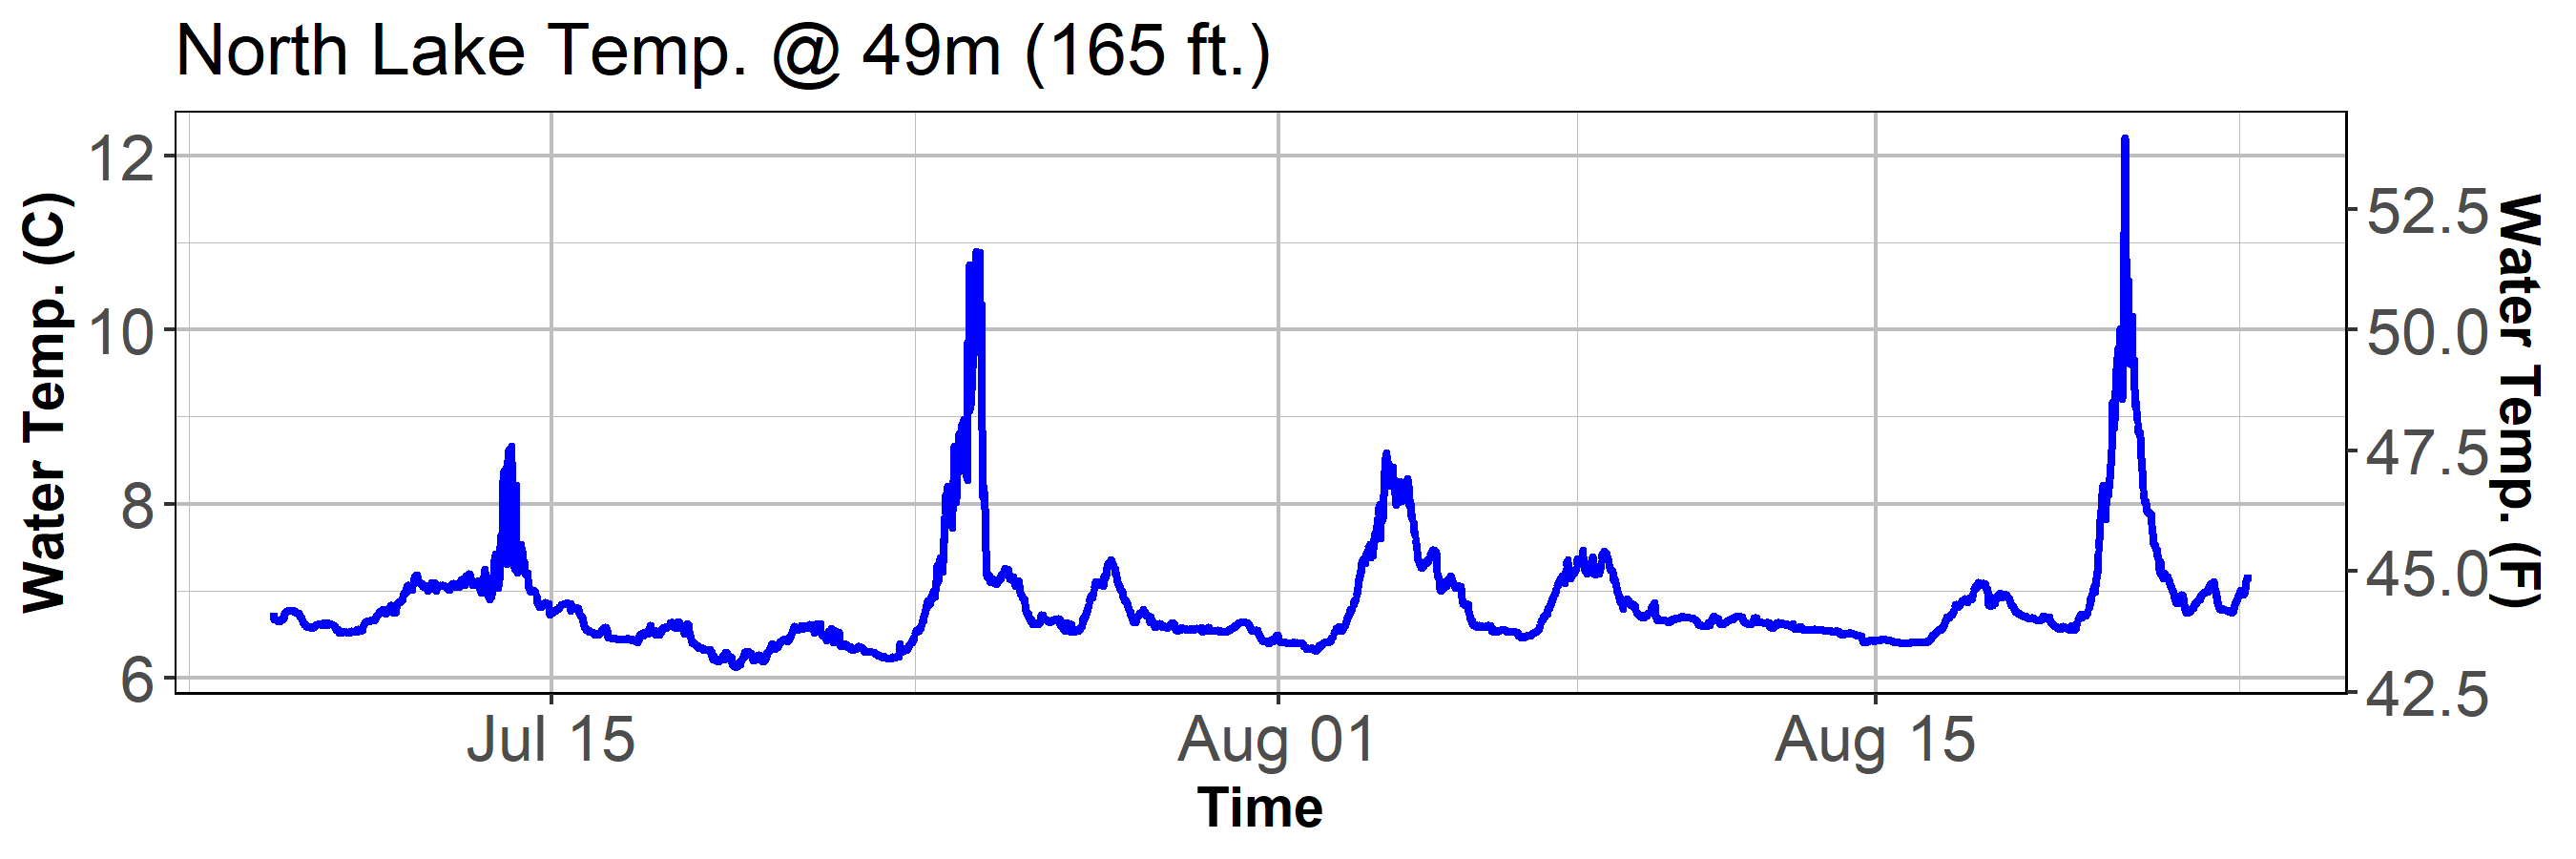 North Lake Temp. @ 49m (165 ft.)
Water Temp. (C)
12
10
8
6
52.5
50.0
47.5
45.0
42.5
Water Temp. (F)
Jul 15
Aug 01
Aug 15
Time